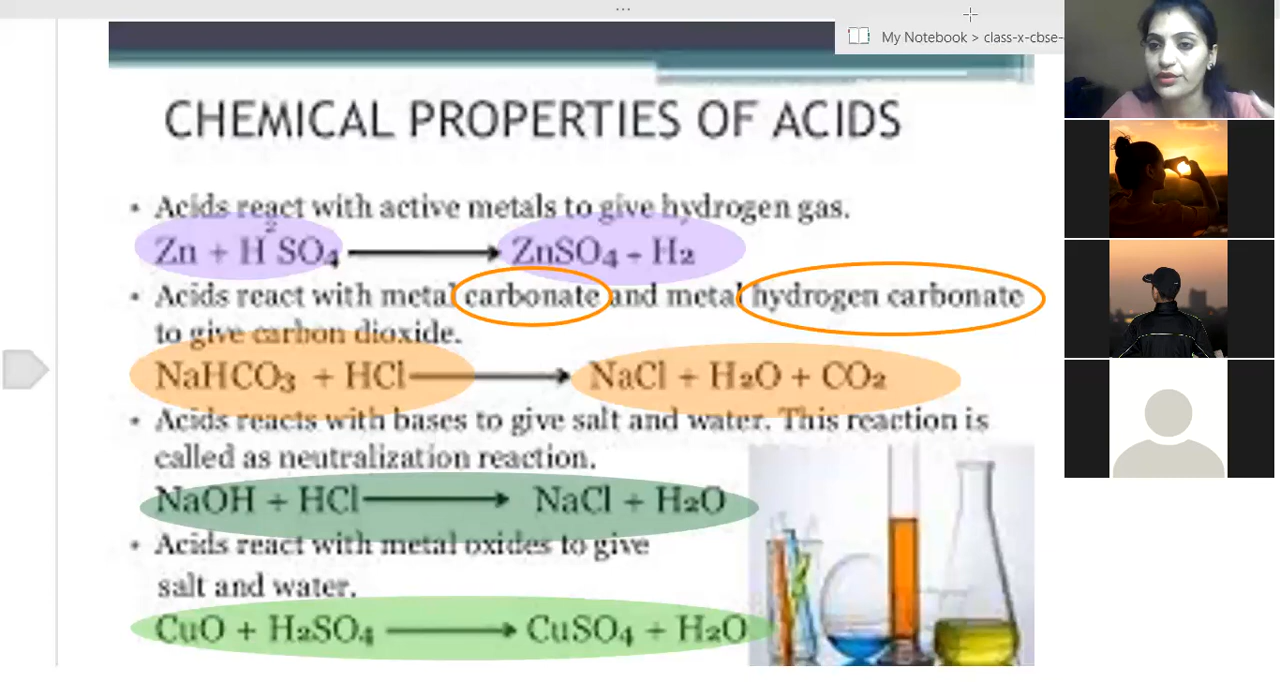 ...
My Notebook > class-x-cbse-
CHEMICAL PROPERTIES OF ACIDS
• Acids react with active metals to give hydrogen gas.
Zn + H2SO4 ⟶ ZnSO4 + H2
• Acids react with metal carbonate and metal hydrogen carbonate
to give carbon dioxide.
NaHCO3 + HCl ⟶ NaCl + H2O + CO2
• Acids reacts with bases to give salt and water. This reaction is
called as neutralization reaction.
NaOH + HCl ⟶ NaCl + H2O
• Acids react with metal oxides to give
salt and water.
CuO + H2SO4 ⟶ CuSO4 + H2O